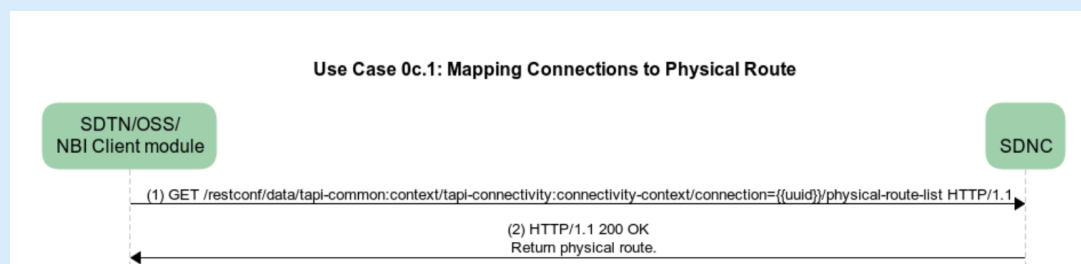 Use Case 0c.1: Mapping Connections to Physical Route
SDTN/OSS/
NBI Client module
SDNC
(1) GET /restconf/data/tapi-common:context/tapi-connectivity:connectivity-context/connection={{uuid}}/physical-route-list HTTP/1.1
(2) HTTP/1.1 200 OK
Return physical route.